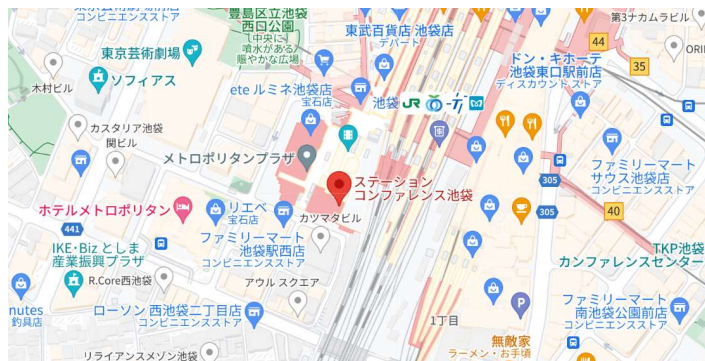 コンビニエンスストア
豊島区立池袋
西口公園
中央に
噴水がある
賑やかな広場
東京芸術劇場
ソフィアス
木村ビル
東武百貨店 池袋店
デパート
第3ナカムラビル
44
35
ドン・キホーテ
池袋東口駅前店
ディスカウント ストア
ete ルミネ池袋店
宝石店
池袋
JR
カスタリア池袋
関ビル
メトロポリタンプラザ
ステーション
コンファレンス池袋
ファミリーマート
サウス池袋店
コンビニエンスストア
305
305
40
ホテルメトロポリタン
リエベ
宝石店
カツマタビル
441
ファミリーマート
池袋駅西店
コンビニエンスストア
IKE・Biz としま
産業振興プラザ
R.Core西池袋
アウル スクエア
TKP池袋
カンファレンスセンター
nutes
釣具店
ローソン 西池袋二丁目店
コンビニエンスストア
1丁目
P
ファミリーマート
南池袋公園前店
コンビニエンスストア
無敵家
ラーメン・お手頃
リライアンスメゾン池袋